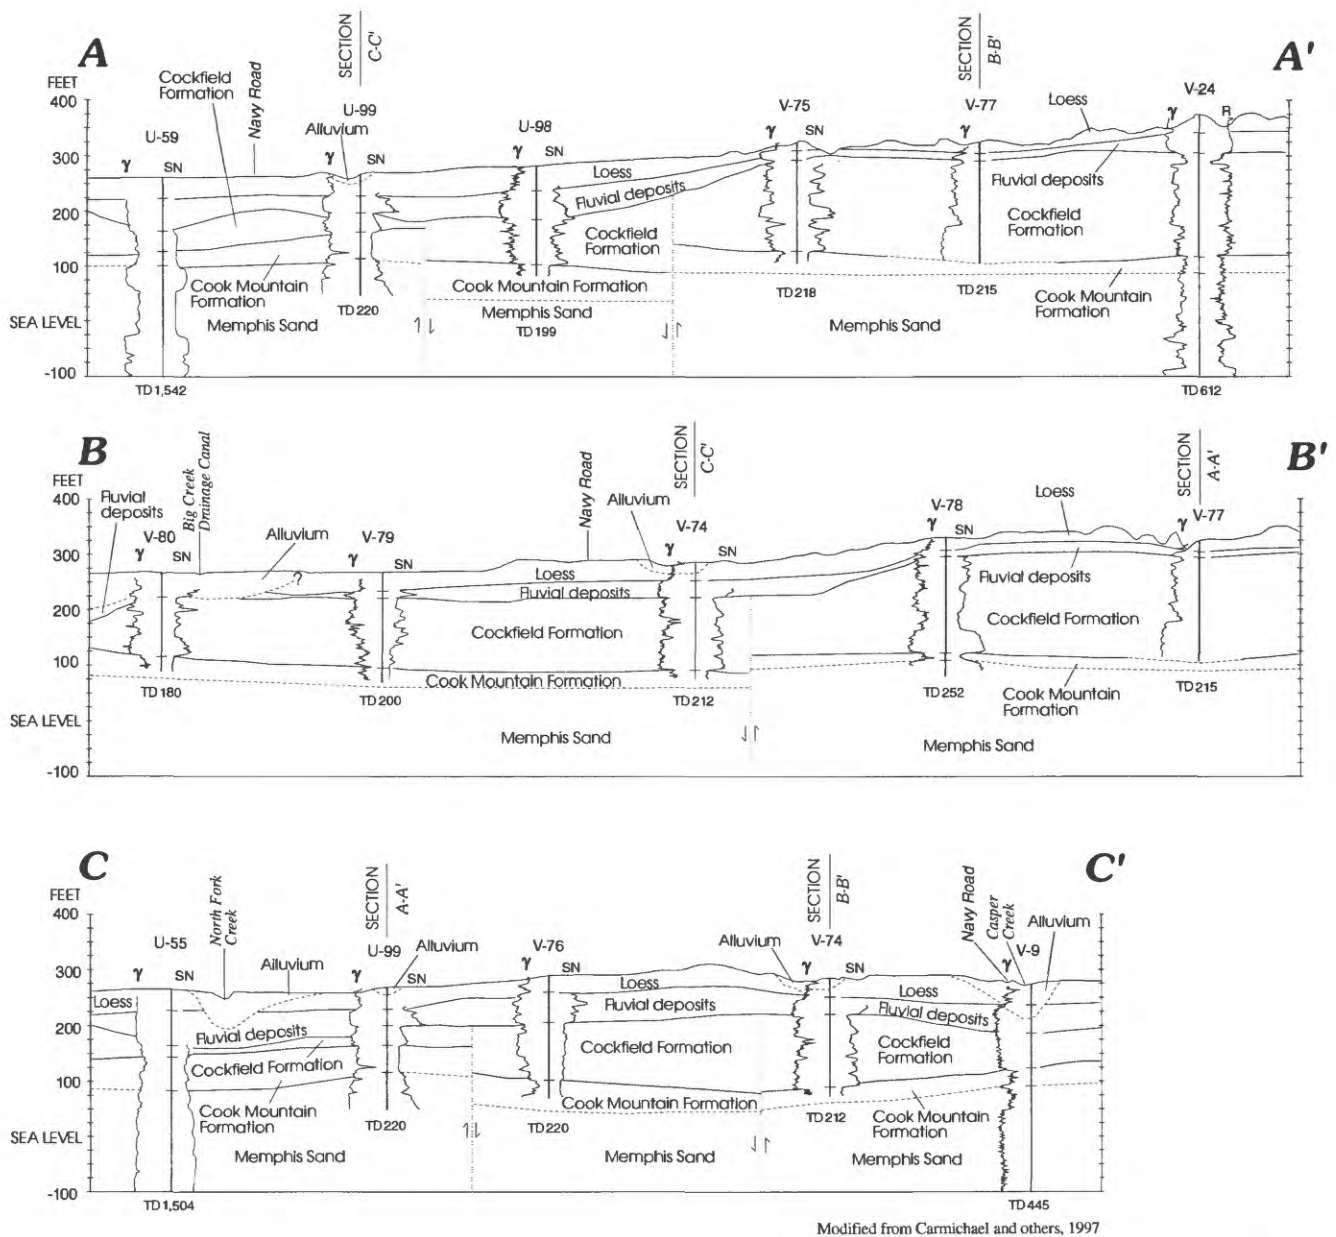 A
A'
SECTION
C-C'
SECTION
B-B'
FEET
400
300
200
100
SEA LEVEL
-100
Cockfield
Formation
Navy Road
U-59
γ
SN
Alluvium
U-99
γ
SN
U-98
γ
SN
V-75
γ
SN
V-77
γ
Loess
V-24
γ
R
Loess
Fluvial deposits
Fluvial deposits
Cockfield
Formation
Cockfield
Formation
Cook Mountain
Formation
Cook Mountain Formation
Cook Mountain
Formation
Memphis Sand
Memphis Sand
Memphis Sand
TD 1,542
TD 220
TD 199
TD 218
TD 215
TD 612
B
B'
SECTION
C-C'
SECTION
A-A'
FEET
400
300
200
100
SEA LEVEL
-100
Fluvial
deposits
Big Creek
Drainage Canal
V-80
γ
SN
Alluvium
?
V-79
γ
SN
Navy Road
Alluvium
V-74
γ
SN
V-78
γ
SN
Loess
V-77
γ
Loess
Fluvial deposits
Fluvial deposits
Cockfield Formation
Cockfield Formation
Cook Mountain Formation
Cook Mountain
Formation
Memphis Sand
Memphis Sand
TD 180
TD 200
TD 212
TD 252
TD 215
C
C'
SECTION
A-A'
SECTION
B-B'
FEET
400
300
200
100
SEA LEVEL
-100
U-55
γ
SN
North Fork
Creek
Alluvium
U-99
γ
Alluvium
V-76
γ
SN
Alluvium
V-74
γ
SN
Navy Road
Casper
Creek
V-9
γ
Alluvium
Loess
Loess
Loess
Fluvial deposits
Fluvial deposits
Fluvial deposits
Cockfield Formation
Cockfield Formation
Cockfield
Formation
Cook Mountain
Formation
Cook Mountain Formation
Cook Mountain
Formation
Memphis Sand
Memphis Sand
Memphis Sand
TD 1,504
TD 220
TD 220
TD 212
TD 445
Modified from Carmichael and others, 1997